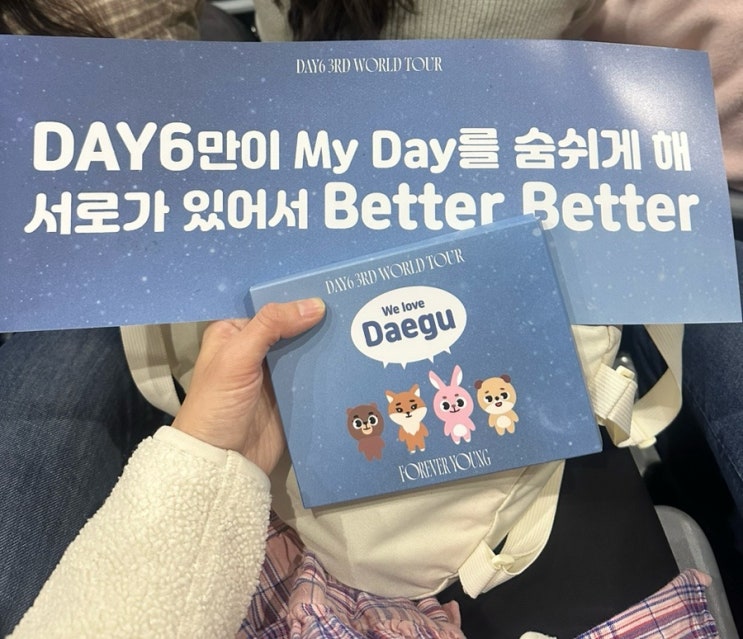 DAY6 3RD WORLD TOUR
DAY6만이 My Day를 숨쉬게 해
서로가 있어서 Better Better
DAY6 3RD WORLD TOUR
We love
Daegu
FOREVER YOUNG